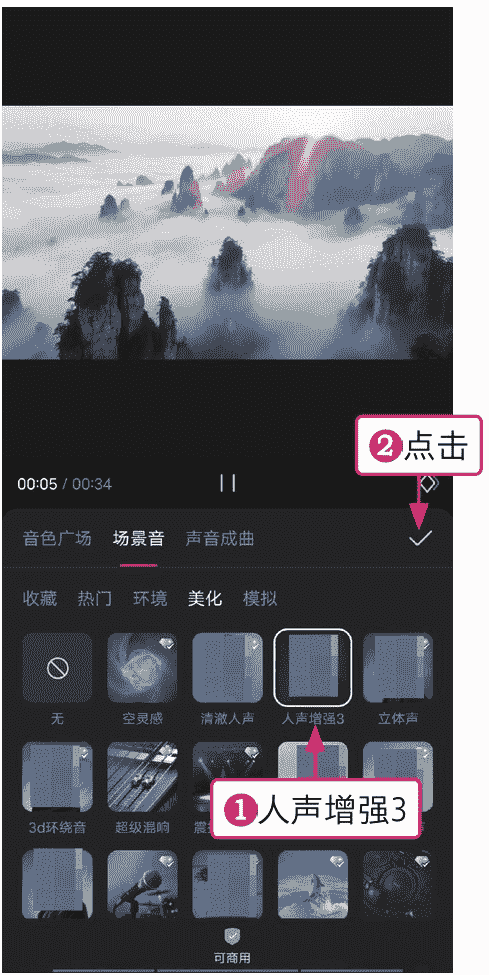 ❷点击
00:05 / 00:34
音色广场 场景音 声音成曲
收藏 热门 环境 美化 模拟
无 空灵感 清澈人声 人声增强3 立体声
3d环绕音 超级混响
❶人声增强3
可商用